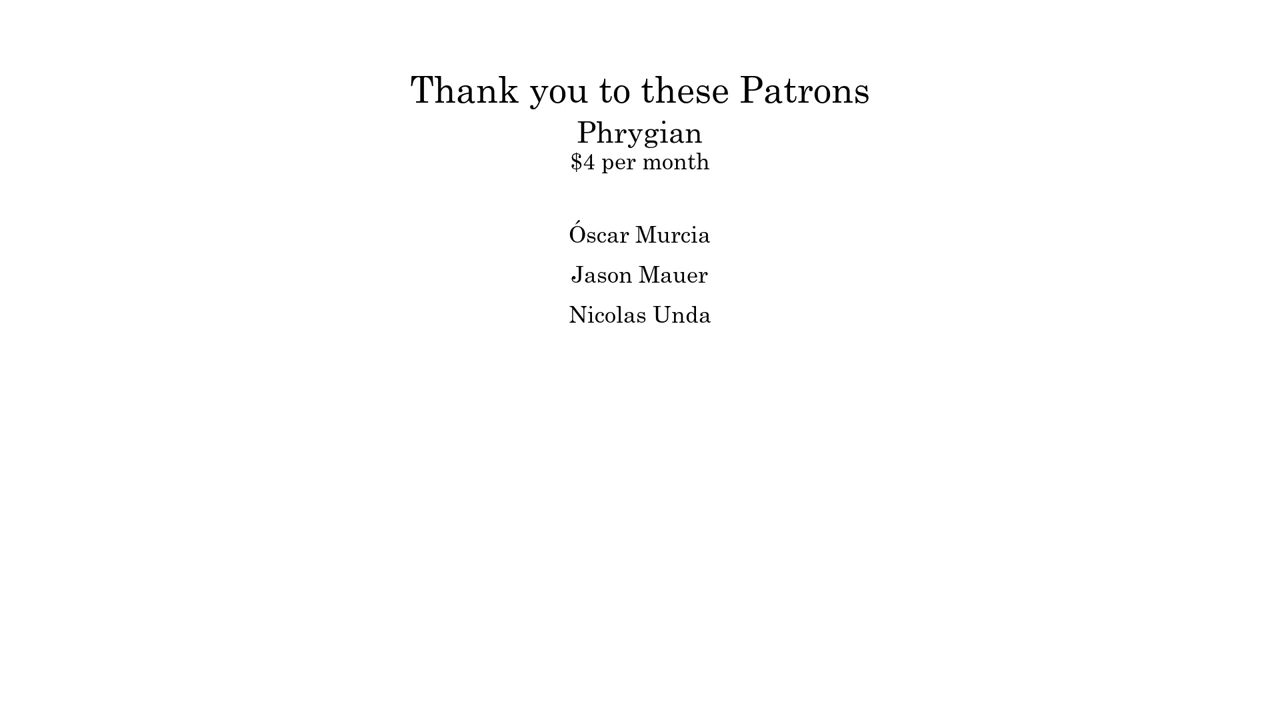 Thank you to these Patrons
Phrygian
$4 per month
Óscar Murcia
Jason Mauer
Nicolas Unda